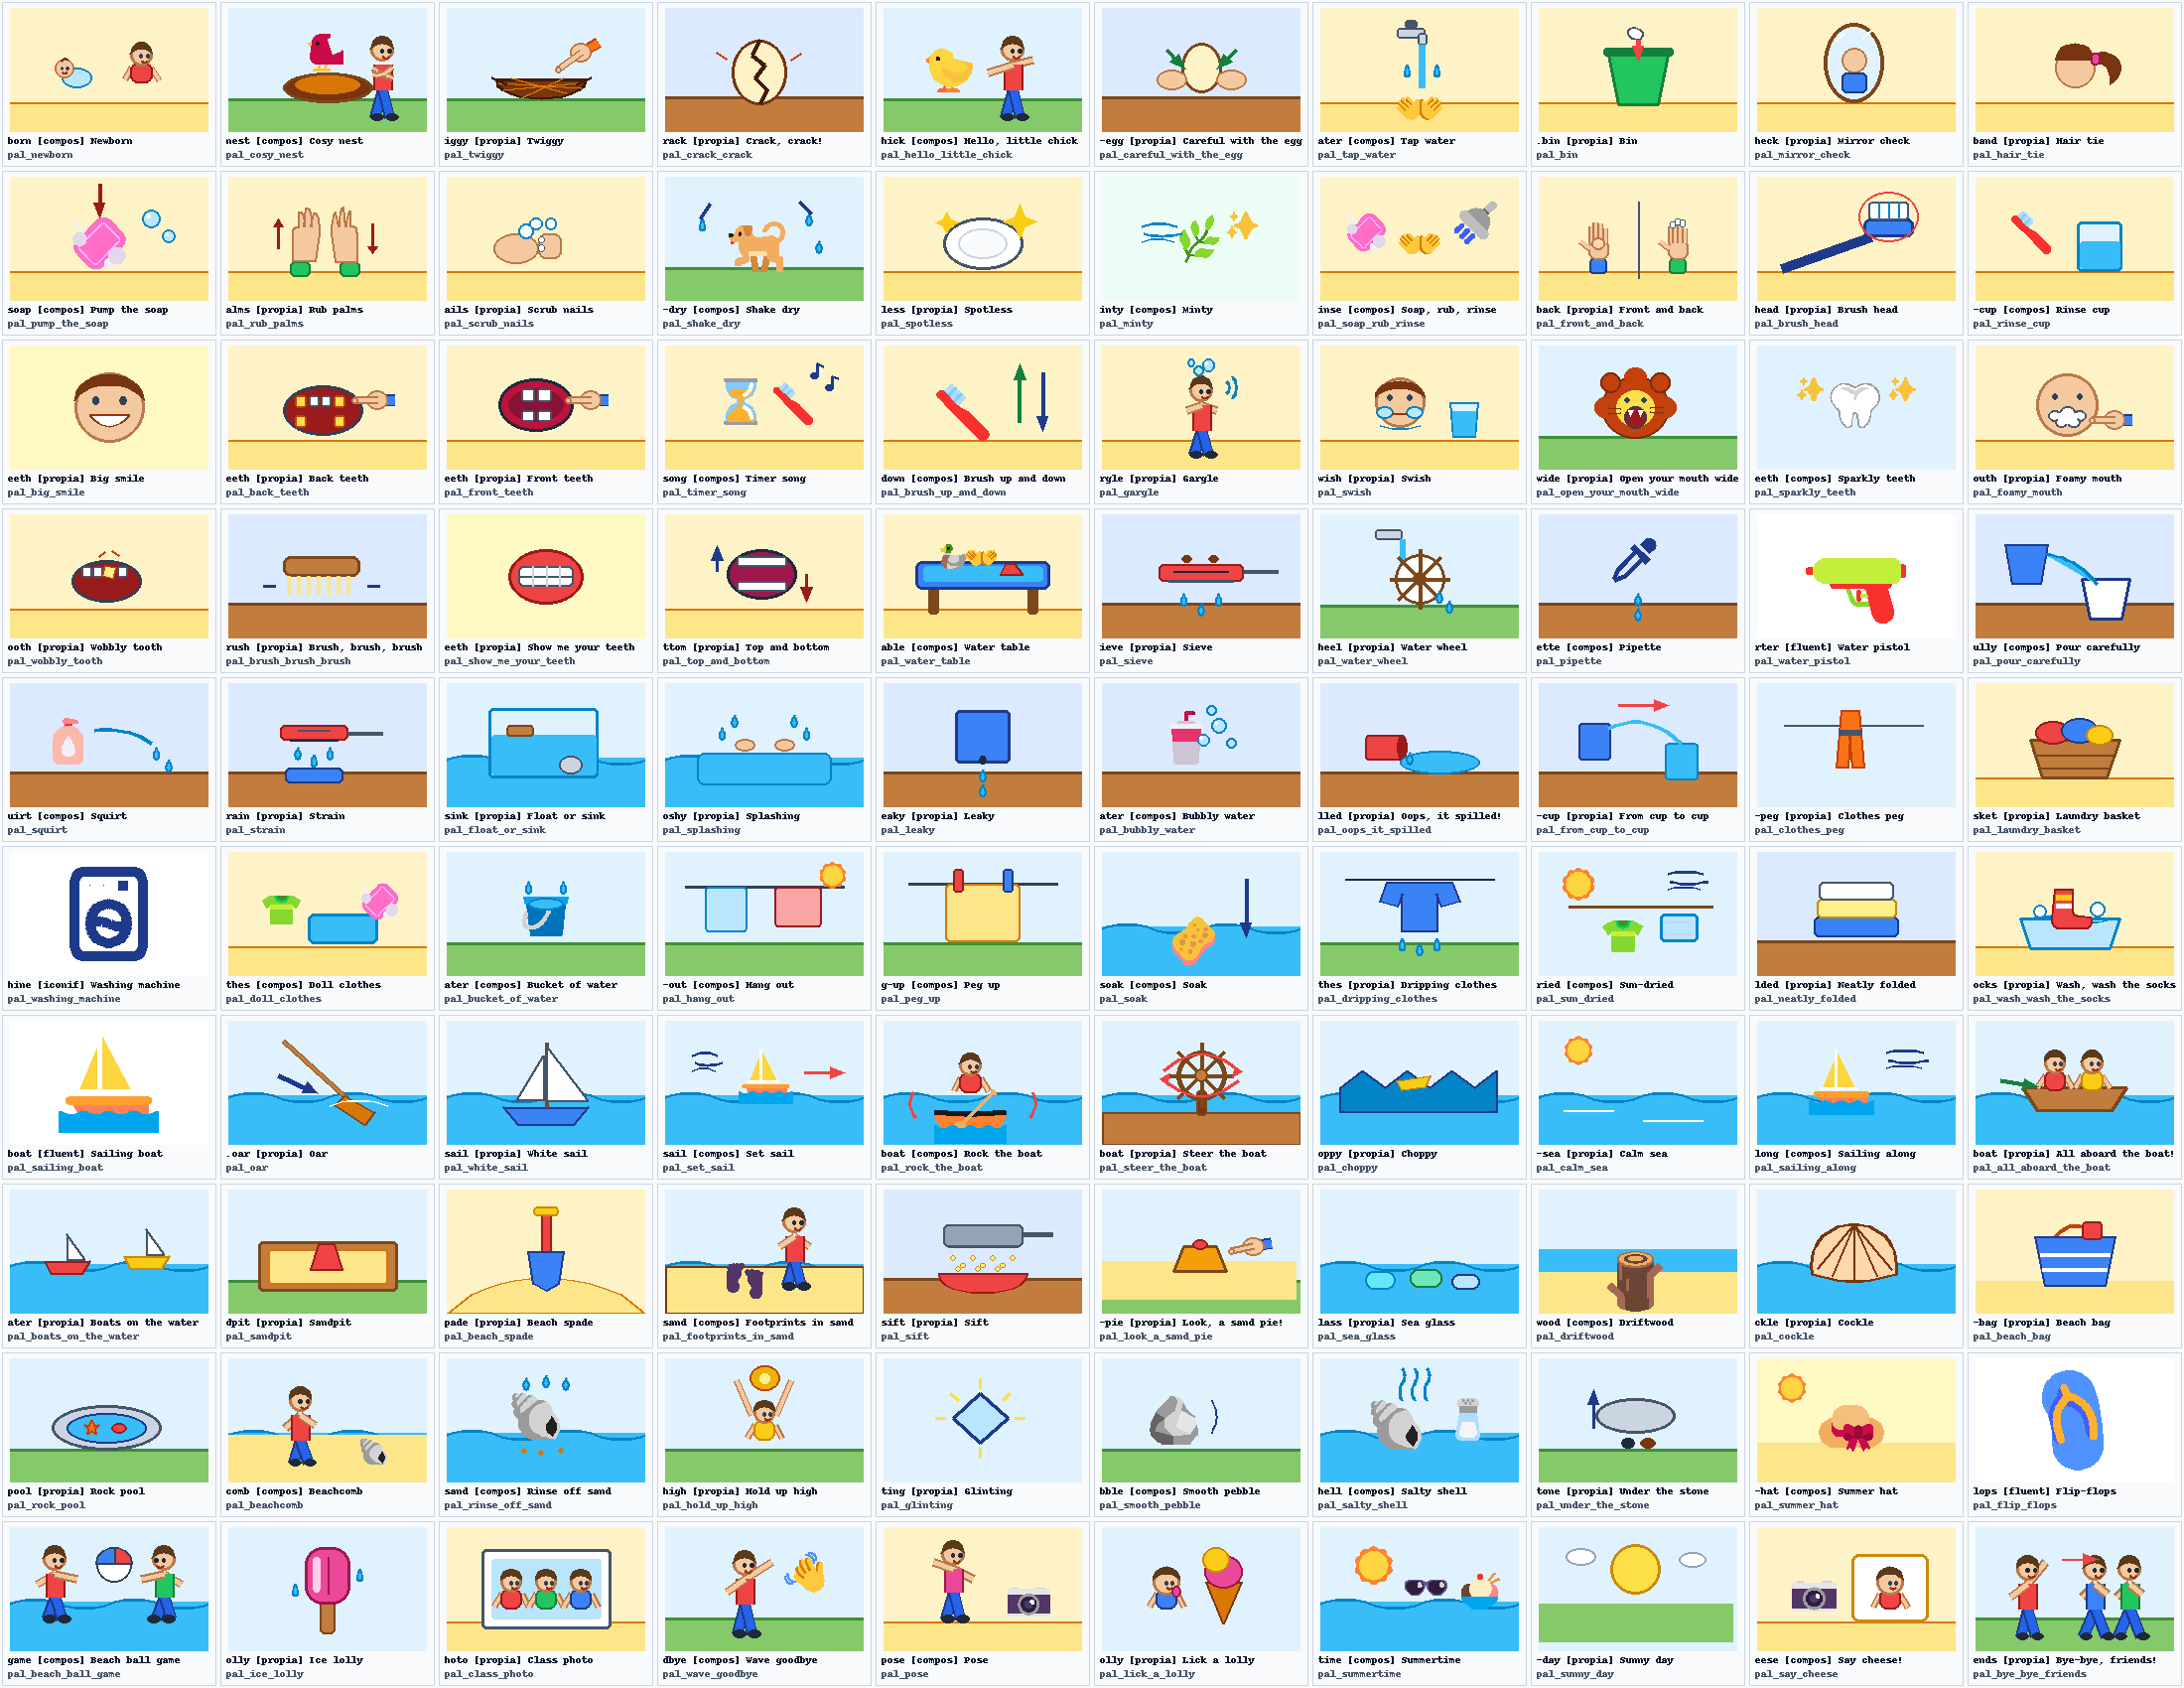 born [compos] Newborn
pal_newborn
nest [compos] Cosy nest
pal_cosy_nest
iggy [propia] Twiggy
pal_twiggy
rack [propia] Crack, crack!
pal_crack_crack
hick [compos] Hello, little chick
pal_hello_little_chick
-egg [propia] Careful with the egg
pal_careful_with_the_egg
ater [compos] Tap water
pal_tap_water
.bin [propia] Bin
pal_bin
heck [propia] Mirror check
pal_mirror_check
band [propia] Hair tie
pal_hair_tie
soap [compos] Pump the soap
pal_pump_the_soap
alms [propia] Rub palms
pal_rub_palms
ails [propia] Scrub nails
pal_scrub_nails
-dry [compos] Shake dry
pal_shake_dry
less [propia] Spotless
pal_spotless
inty [compos] Minty
pal_minty
inse [compos] Soap, rub, rinse
pal_soap_rub_rinse
back [propia] Front and back
pal_front_and_back
head [propia] Brush head
pal_brush_head
-cup [propia] Rinse cup
pal_rinse_cup
eeth [propia] Big smile
pal_big_smile
eeth [propia] Back teeth
pal_back_teeth
eeth [propia] Front teeth
pal_front_teeth
song [compos] Timer song
pal_timer_song
down [compos] Brush up and down
pal_brush_up_and_down
rgle [propia] Gargle
pal_gargle
wish [propia] Swish
pal_swish
wide [propia] Open your mouth wide
pal_open_your_mouth_wide
eeth [compos] Sparkly teeth
pal_sparkly_teeth
outh [propia] Foamy mouth
pal_foamy_mouth
ooth [propia] Wobbly tooth
pal_wobbly_tooth
rush [propia] Brush, brush, brush
pal_brush_brush_brush
eeth [propia] Show me your teeth
pal_show_me_your_teeth
ttom [propia] Top and bottom
pal_top_and_bottom
able [compos] Water table
pal_water_table
ieve [propia] Sieve
pal_sieve
heel [propia] Water wheel
pal_water_wheel
ette [compos] Pipette
pal_pipette
rter [fluent] Water pistol
pal_water_pistol
ully [compos] Pour carefully
pal_pour_carefully
uirt [compos] Squirt
pal_squirt
rain [propia] Strain
pal_strain
sink [propia] Float or sink
pal_float_or_sink
oshy [propia] Splashing
pal_splashing
eaky [propia] Leaky
pal_leaky
ater [compos] Bubbly water
pal_bubbly_water
lled [propia] Oops, it spilled!
pal_oops_it_spilled
-cup [propia] From cup to cup
pal_from_cup_to_cup
-peg [propia] Clothes peg
pal_clothes_peg
sket [propia] Laundry basket
pal_laundry_basket
hine [iconif] Washing machine
pal_washing_machine
thes [compos] Doll clothes
pal_doll_clothes
ater [compos] Bucket of water
pal_bucket_of_water
-out [compos] Hang out
pal_hang_out
g-up [compos] Peg up
pal_peg_up
soak [compos] Soak
pal_soak
thes [propia] Dripping clothes
pal_dripping_clothes
ried [compos] Sun-dried
pal_sun_dried
lded [propia] Neatly folded
pal_neatly_folded
ocks [propia] Wash, wash the socks
pal_wash_wash_the_socks
boat [fluent] Sailing boat
pal_sailing_boat
.oar [propia] Oar
pal_oar
sail [propia] White sail
pal_white_sail
sail [compos] Set sail
pal_set_sail
boat [compos] Rock the boat
pal_rock_the_boat
boat [propia] Steer the boat
pal_steer_the_boat
oppy [propia] Choppy
pal_choppy
-sea [propia] Calm sea
pal_calm_sea
long [compos] Sailing along
pal_sailing_along
boat [propia] All aboard the boat!
pal_all_aboard_the_boat
ater [propia] Boats on the water
pal_boats_on_the_water
dpit [propia] Sandpit
pal_sandpit
pade [propia] Beach spade
pal_beach_spade
sand [compos] Footprints in sand
pal_footprints_in_sand
sift [propia] Sift
pal_sift
-pie [propia] Look, a sand pie!
pal_look_a_sand_pie
lass [propia] Sea glass
pal_sea_glass
wood [compos] Driftwood
pal_driftwood
ckle [propia] Cockle
pal_cockle
-bag [propia] Beach bag
pal_beach_bag
pool [propia] Rock pool
pal_rock_pool
comb [compos] Beachcomb
pal_beachcomb
sand [compos] Rinse off sand
pal_rinse_off_sand
high [propia] Hold up high
pal_hold_up_high
ting [propia] Glinting
pal_glinting
bble [compos] Smooth pebble
pal_smooth_pebble
hell [compos] Salty shell
pal_salty_shell
tone [propia] Under the stone
pal_under_the_stone
-hat [compos] Summer hat
pal_summer_hat
lops [fluent] Flip-flops
pal_flip_flops
game [compos] Beach ball game
pal_beach_ball_game
olly [propia] Ice lolly
pal_ice_lolly
hoto [propia] Class photo
pal_class_photo
dbye [compos] Wave goodbye
pal_wave_goodbye
pose [compos] Pose
pal_pose
olly [propia] Lick a lolly
pal_lick_a_lolly
time [compos] Summertime
pal_summertime
-day [propia] Sunny day
pal_sunny_day
eese [compos] Say cheese!
pal_say_cheese
ends [propia] Bye-bye, friends!
pal_bye_bye_friends